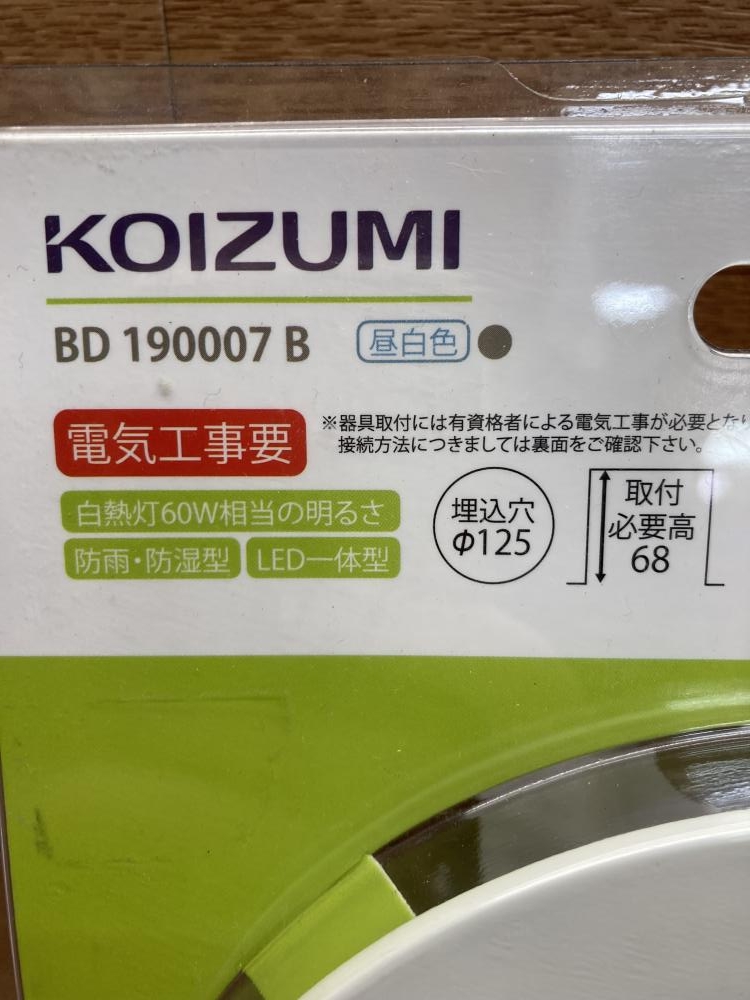 KOIZUMI
BD 190007 B 昼白色
電気工事要
※器具取付には有資格者による電気工事が必要となり
接続方法につきましては裏面をご確認下さい。
白熱灯60W相当の明るさ
防雨・防湿型 LED一体型
埋込穴
Φ125
取付
必要高
68